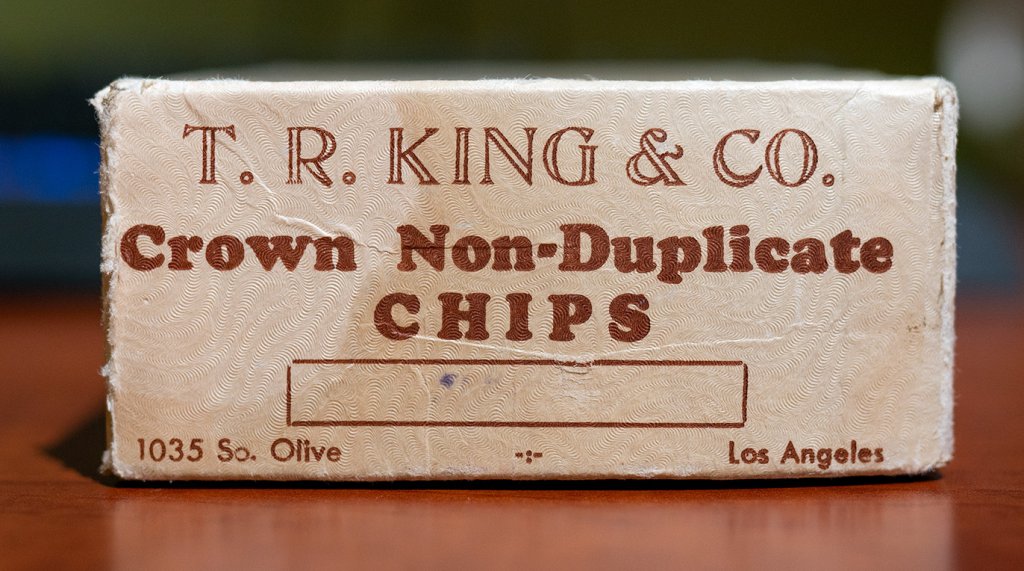 T. R. KING & CO.
Crown Non-Duplicate
CHIPS
1035 So. Olive -:- Los Angeles